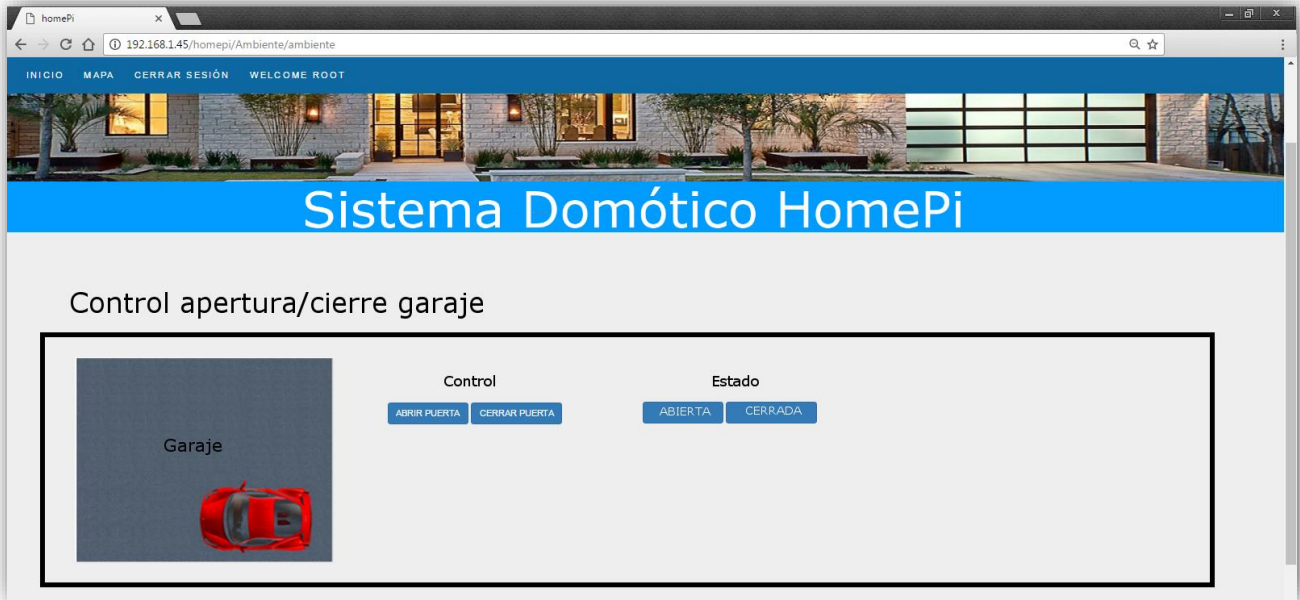 homePi
192.168.1.45/homepi/Ambiente/ambiente
INICIO MAPA CERRAR SESIÓN WELCOME ROOT
Sistema Domótico HomePi
Control apertura/cierre garaje
Garaje
Control
ABRIR PUERTA CERRAR PUERTA
Estado
ABIERTA CERRADA